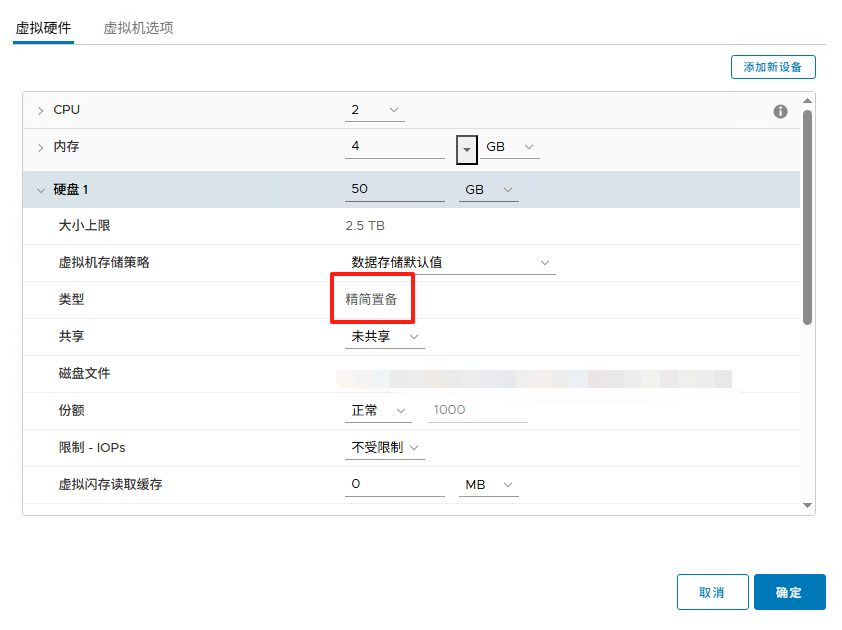 虚拟硬件 虚拟机选项
添加新设备
CPU 2
内存 4 GB
硬盘 1 50 GB
大小上限 2.5 TB
虚拟机存储策略 数据存储默认值
类型 精简置备
共享 未共享
磁盘文件
份额 正常 1000
限制 - IOPs 不受限制
虚拟闪存读取缓存 0 MB
取消 确定